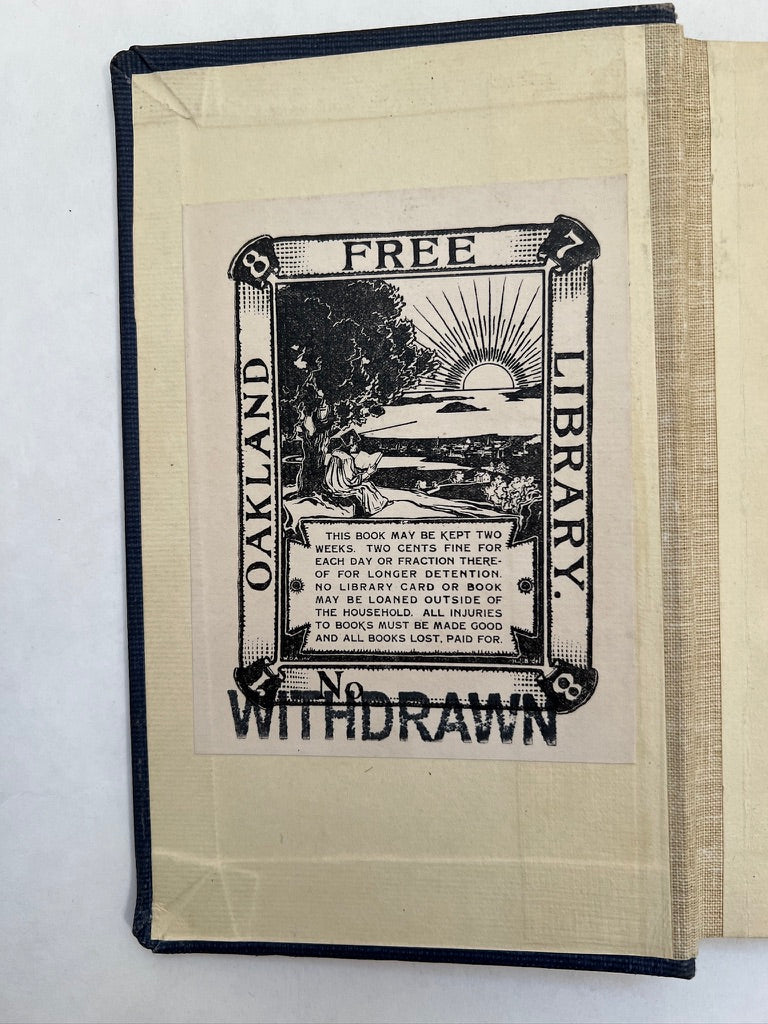 8
FREE
7
OAKLAND
LIBRARY.
THIS BOOK MAY BE KEPT TWO
WEEKS. TWO CENTS FINE FOR
EACH DAY OR FRACTION THERE-
OF FOR LONGER DETENTION.
NO LIBRARY CARD OR BOOK
MAY BE LOANED OUTSIDE OF
THE HOUSEHOLD. ALL INJURIES
TO BOOKS MUST BE MADE GOOD
AND ALL BOOKS LOST, PAID FOR.
1
No
8
WITHDRAWN